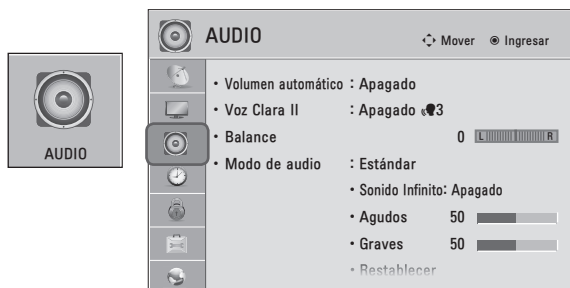 AUDIO
AUDIO Mover Ingresar
• Volumen automático : Apagado
• Voz Clara II : Apagado 3
• Balance 0 L R
• Modo de audio : Estándar
• Sonido Infinito: Apagado
• Agudos 50
• Graves 50
• Restablecer